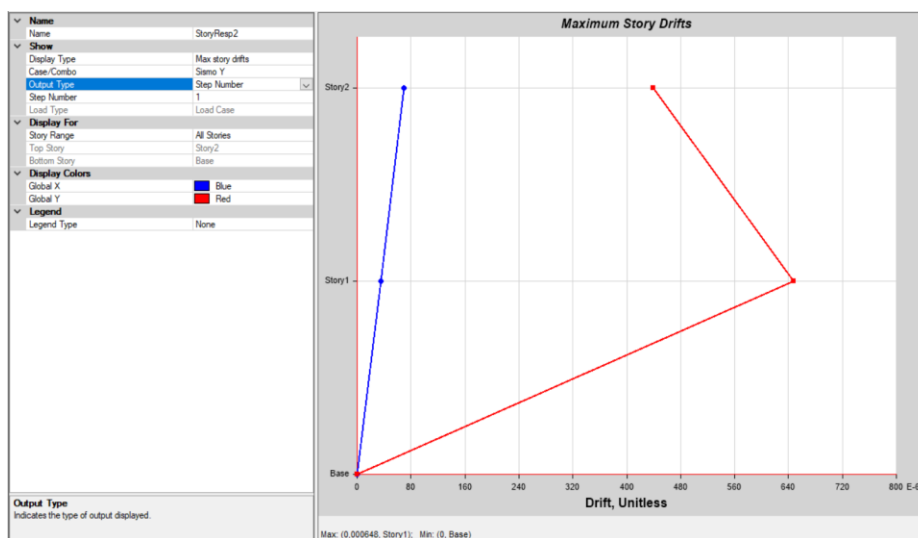 Name
Name StoryResp2
Show
Display Type Max story drifts
Case/Combo Sismo Y
Output Type Step Number
Step Number 1
Load Type Load Case
Display For
Story Range All Stories
Top Story Story2
Bottom Story Base
Display Colors
Global X Blue
Global Y Red
Legend
Legend Type None
Output Type
Indicates the type of output displayed.
Maximum Story Drifts
Story2
Story1
Base
0 80 160 240 320 400 480 560 640 720 800 E-6
Drift, Unitless
Max: (0,000648, Story1); Min: (0, Base)